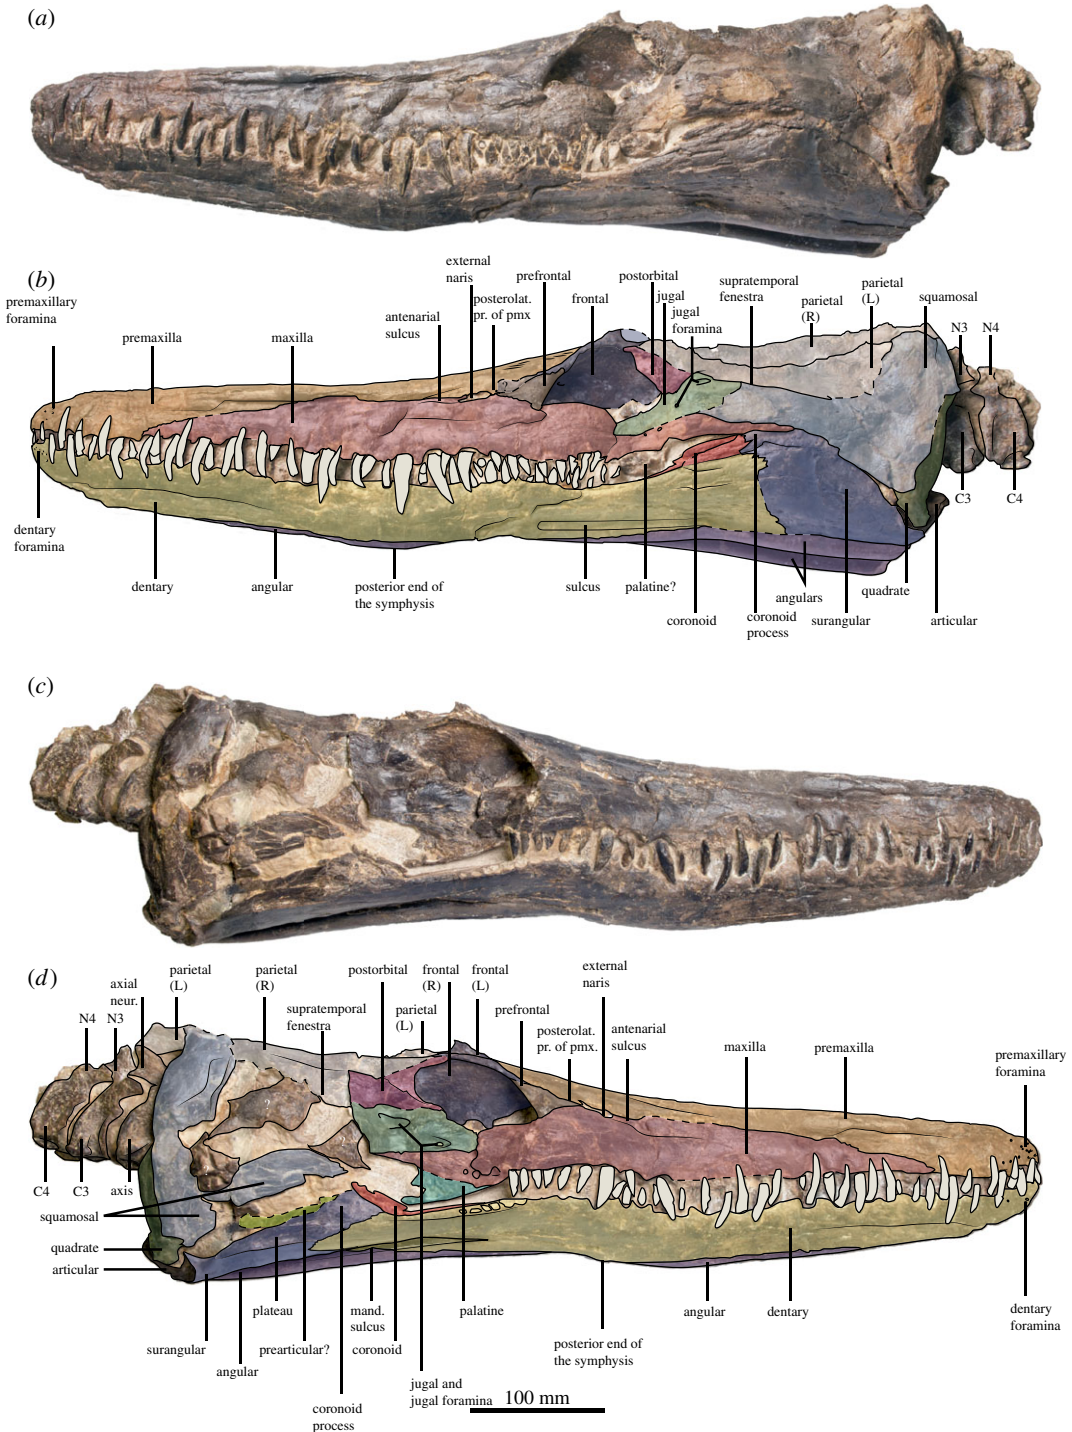 (a)
(b)
external
naris
prefrontal
postorbital
supratemporal
fenestra
parietal
(L)
premaxillary
foramina
posterolat.
pr. of pmx
frontal
jugal
jugal
foramina
parietal
(R)
squamosal
antenarial
sulcus
premaxilla
maxilla
N3
N4
C3
C4
dentary
foramina
dentary
angular
posterior end of
the symphysis
sulcus
palatine?
coronoid
coronoid
process
angulars
surangular
quadrate
articular
(c)
(d)
axial
neur.
parietal
(L)
parietal
(R)
postorbital
frontal
(R)
frontal
(L)
external
naris
N4
N3
supratemporal
fenestra
parietal
(L)
prefrontal
posterolat.
pr. of pmx.
antenarial
sulcus
maxilla
premaxilla
premaxillary
foramina
?
C4
C3
axis
squamosal
quadrate
articular
plateau
mand.
sulcus
palatine
angular
dentary
dentary
foramina
surangular
prearticular?
coronoid
posterior end of
the symphysis
angular
jugal and
jugal foramina
coronoid
process
100 mm